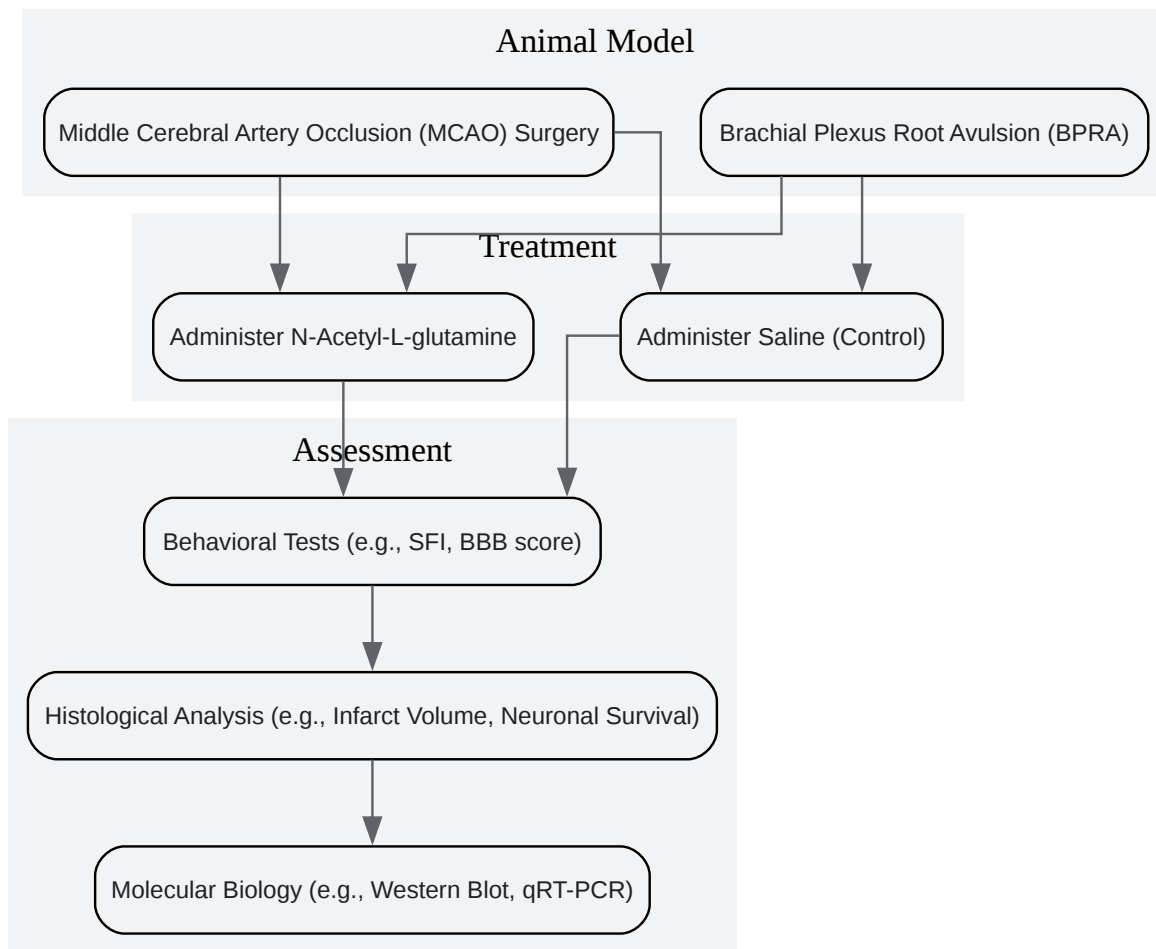 Animal Model
Middle Cerebral Artery Occlusion (MCAO) Surgery
Brachial Plexus Root Avulsion (BPRA)
Treatment
Administer N-Acetyl-L-glutamine
Administer Saline (Control)
Assessment
Behavioral Tests (e.g., SFI, BBB score)
Histological Analysis (e.g., Infarct Volume, Neuronal Survival)
Molecular Biology (e.g., Western Blot, qRT-PCR)